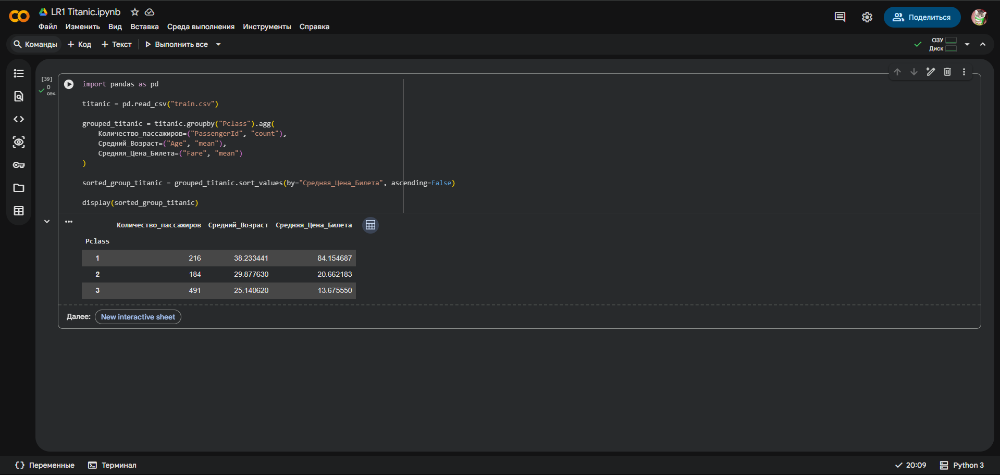 LR1 Titanic.ipynb
Файл Изменить Вид Вставка Среда выполнения Инструменты Справка
Поделиться
Команды + Код + Текст Выполнить все
ОЗУ
Диск
[39]
0
сек.
import pandas as pd
titanic = pd.read_csv("train.csv")
grouped_titanic = titanic.groupby("Pclass").agg(
Количество_пассажиров=("PassengerId", "count"),
Средний_Возраст=("Age", "mean"),
Средняя_Цена_Билета=("Fare", "mean")
)
sorted_group_titanic = grouped_titanic.sort_values(by="Средняя_Цена_Билета", ascending=False)
display(sorted_group_titanic)
Количество_пассажиров Средний_Возраст Средняя_Цена_Билета
Pclass
1 216 38.233441 84.154687
2 184 29.877630 20.662183
3 491 25.140620 13.675550
Далее: New interactive sheet
Переменные Терминал
20:09 Python 3